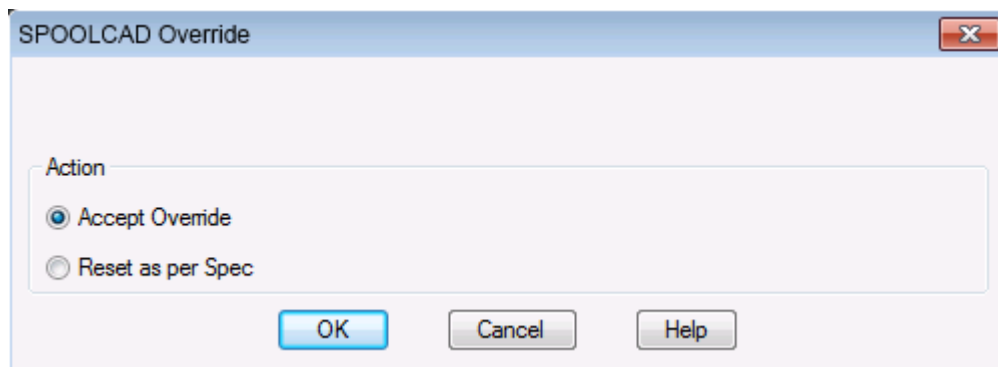 SPOOLCAD Override
Action
Accept Override
Reset as per Spec
OK Cancel Help